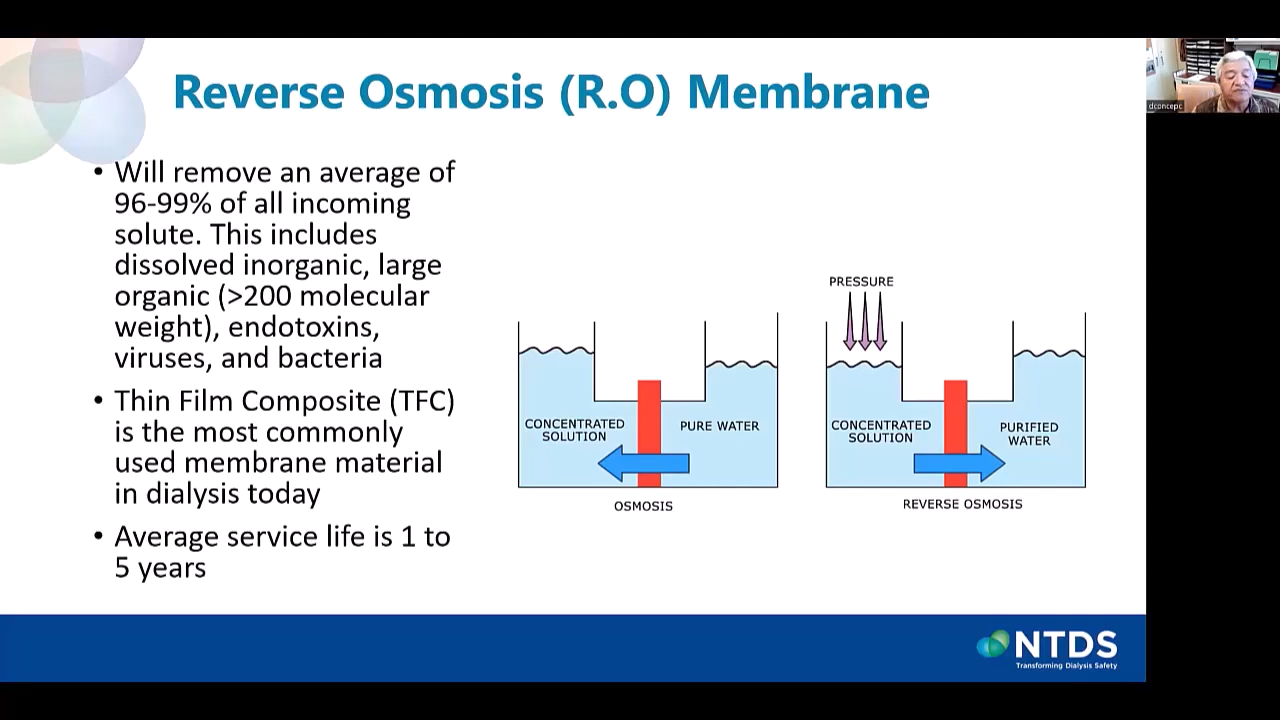 Reverse Osmosis (R.O) Membrane
dconcepc
• Will remove an average of
96-99% of all incoming
solute. This includes
dissolved inorganic, large
organic (>200 molecular
weight), endotoxins,
viruses, and bacteria
• Thin Film Composite (TFC)
is the most commonly
used membrane material
in dialysis today
• Average service life is 1 to
5 years
CONCENTRATED
SOLUTION
PURE WATER
OSMOSIS
PRESSURE
CONCENTRATED
SOLUTION
PURIFIED
WATER
REVERSE OSMOSIS
NTDS
Transforming Dialysis Safety